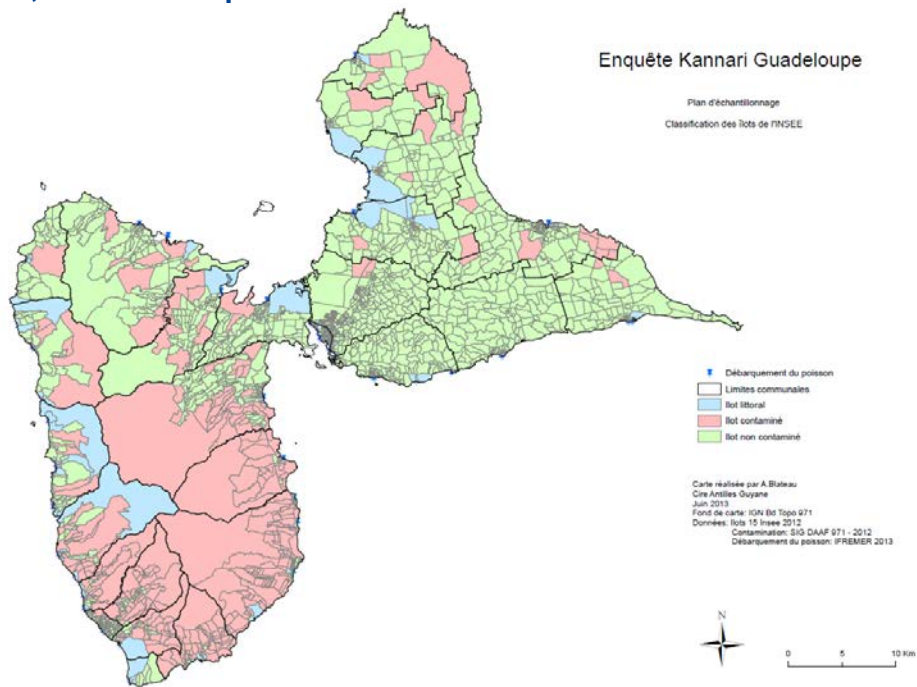 Enquête Kannari Guadeloupe
Plan d'échantillonnage
Classification des îlots de l'INSEE
Débarquement du poisson
Limites communales
Ilot littoral
Ilot contaminé
Ilot non contaminé
Carte réalisée par A.Blateau
Cire Antilles Guyane
Juin 2013
Fond de carte: IGN Bd Topo 971
Données: Ilots 15 Insee 2012
Contamination: SIG DAAF 971 - 2012
Débarquement du poisson: IFREMER 2013
N
0 5 10 Km